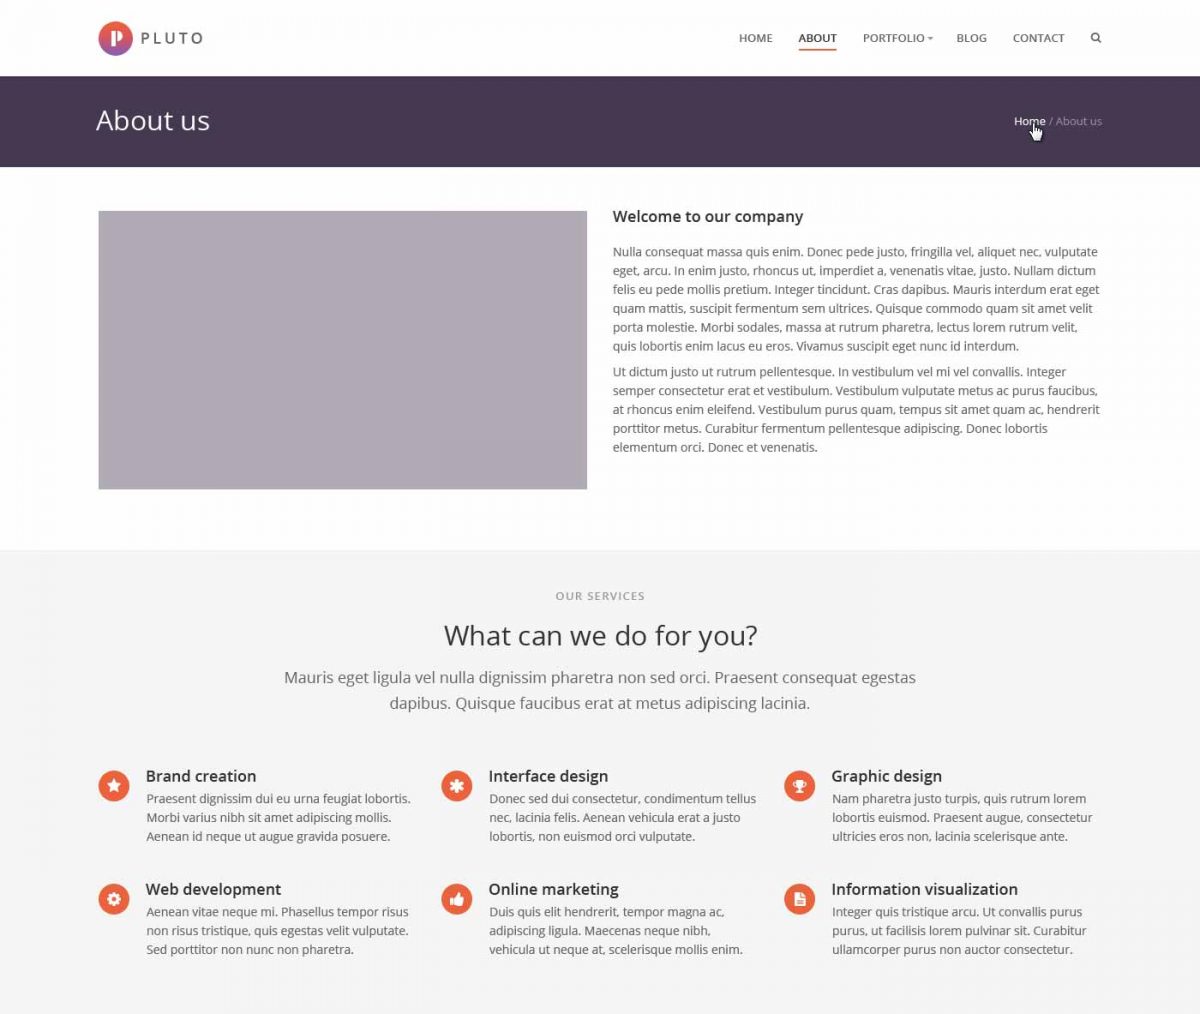 PLUTO
HOME ABOUT PORTFOLIO BLOG CONTACT
About us
Home / About us
Welcome to our company
Nulla consequat massa quis enim. Donec pede justo, fringilla vel, aliquet nec, vulputate
eget, arcu. In enim justo, rhoncus ut, imperdiet a, venenatis vitae, justo. Nullam dictum
felis eu pede mollis pretium. Integer tincidunt. Cras dapibus. Mauris interdum erat eget
quam mattis, suscipit fermentum sem ultrices. Quisque commodo quam sit amet velit
porta molestie. Morbi sodales, massa at rutrum pharetra, lectus lorem rutrum velit,
quis lobortis enim lacus eu eros. Vivamus suscipit eget nunc id interdum.
Ut dictum justo ut rutrum pellentesque. In vestibulum vel mi vel convallis. Integer
semper consectetur erat et vestibulum. Vestibulum vulputate metus ac purus faucibus,
at rhoncus enim eleifend. Vestibulum purus quam, tempus sit amet quam ac, hendrerit
porttitor metus. Curabitur fermentum pellentesque adipiscing. Donec lobortis
elementum orci. Donec et venenatis.
OUR SERVICES
What can we do for you?
Mauris eget ligula vel nulla dignissim pharetra non sed orci. Praesent consequat egestas
dapibus. Quisque faucibus erat at metus adipiscing lacinia.
Brand creation
Praesent dignissim dui eu urna feugiat lobortis.
Morbi varius nibh sit amet adipiscing mollis.
Aenean id neque ut augue gravida posuere.
Interface design
Donec sed dui consectetur, condimentum tellus
nec, lacinia felis. Aenean vehicula erat a justo
lobortis, non euismod orci vulputate.
Graphic design
Nam pharetra justo turpis, quis rutrum lorem
lobortis euismod. Praesent augue, consectetur
ultricies eros non, lacinia scelerisque ante.
Web development
Aenean vitae neque mi. Phasellus tempor risus
non risus tristique, quis egestas velit vulputate.
Sed porttitor non nunc non pharetra.
Online marketing
Duis quis elit hendrerit, tempor magna ac,
adipiscing ligula. Maecenas neque nibh,
vehicula ut neque at, scelerisque mollis enim.
Information visualization
Integer quis tristique arcu. Ut convallis purus
purus, ut facilisis lorem pulvinar sit. Curabitur
ullamcorper purus non auctor consectetur.